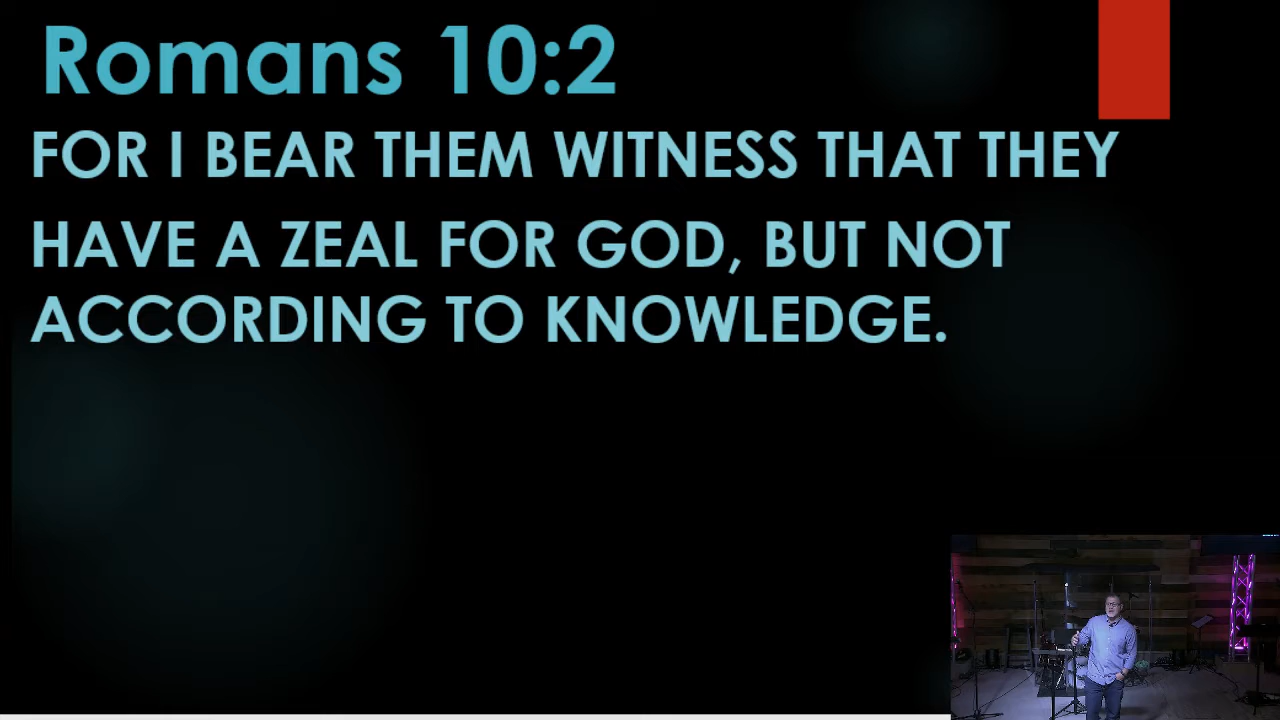 Romans 10:2
FOR I BEAR THEM WITNESS THAT THEY
HAVE A ZEAL FOR GOD, BUT NOT
ACCORDING TO KNOWLEDGE.